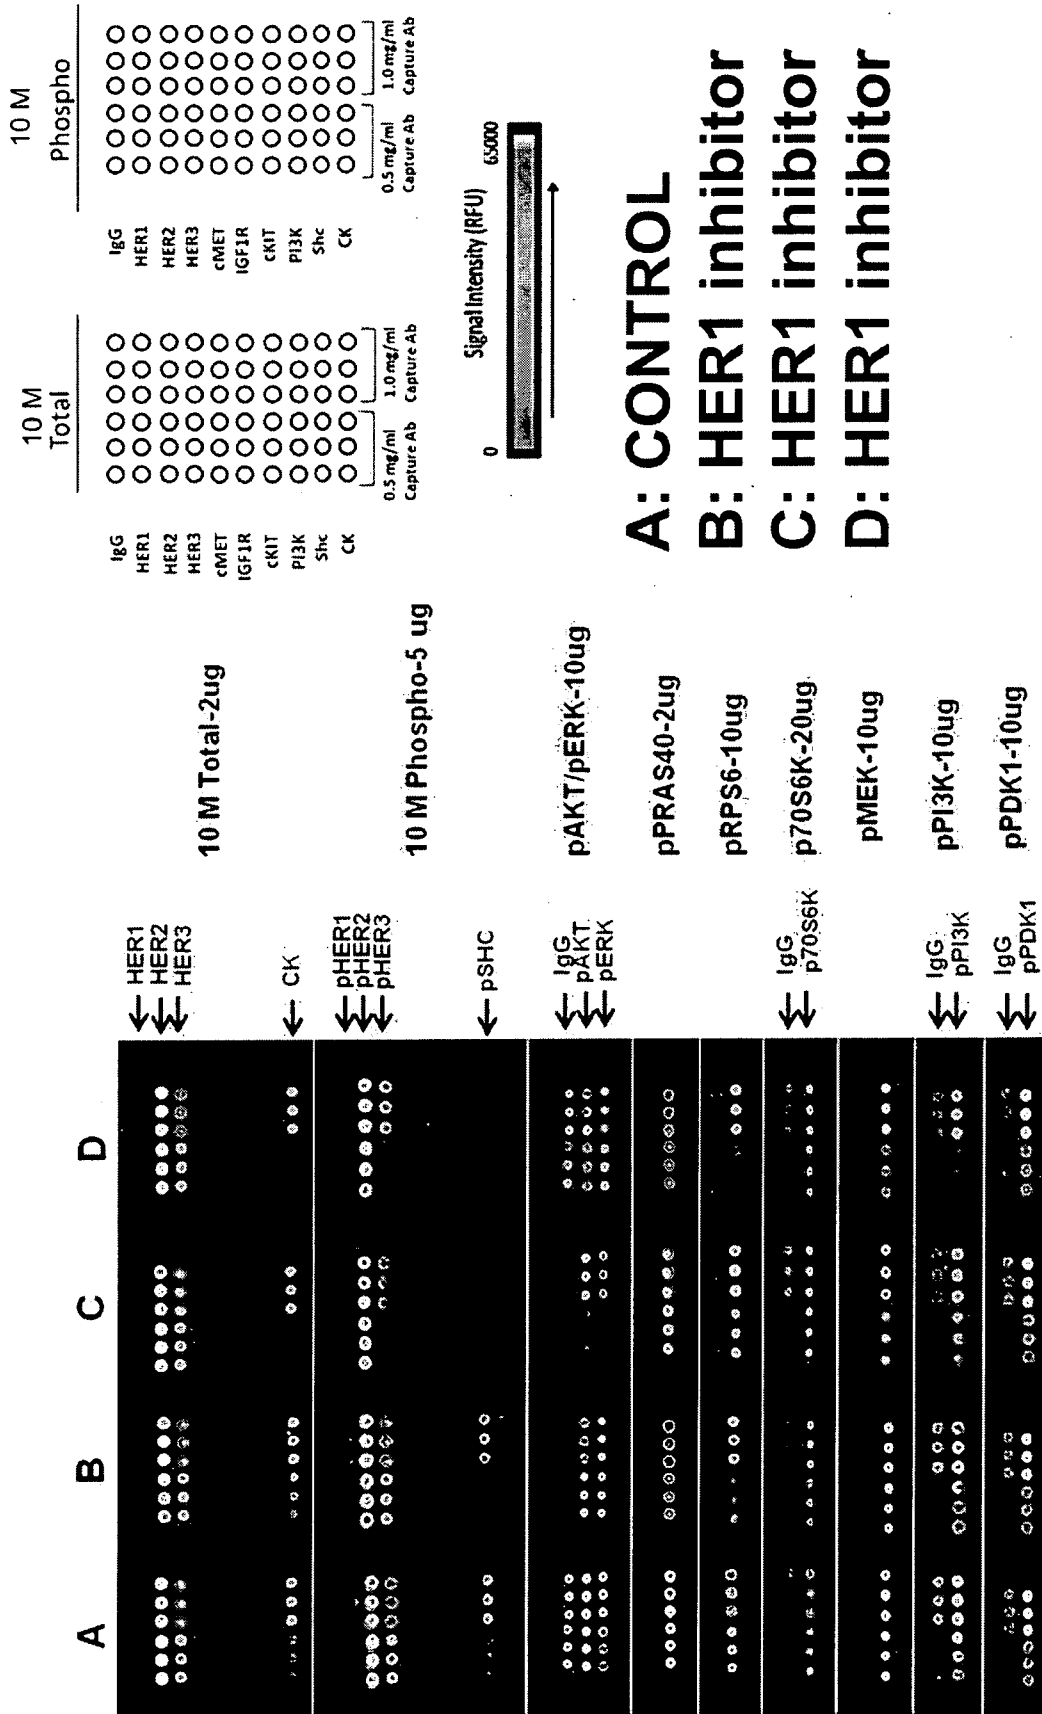 A
B
C
D
HER1
HER2
HER3
CK
pHER1
pHER2
pHER3
pSHC
IgG
pAKT
pERK
IgG
p70S6K
IgG
pPI3K
IgG
pPDK1
10 M Total-2ug
10 M Phospho-5 ug
pAKT/pERK-10ug
pPRAS40-2ug
pRPS6-10ug
p70S6K-20ug
pMEK-10ug
pPI3K-10ug
pPDK1-10ug
10 M
Total
IgG
HER1
HER2
HER3
cMET
IGF1R
cKIT
PI3K
Shc
CK
0.5 mg/ml
Capture Ab
1.0 mg/ml
Capture Ab
10 M
Phospho
IgG
HER1
HER2
HER3
cMET
IGF1R
cKIT
PI3K
Shc
CK
0.5 mg/ml
Capture Ab
1.0 mg/ml
Capture Ab
Signal Intensity (RFU)
0
65000
A: CONTROL
B: HER1 inhibitor
C: HER1 inhibitor
D: HER1 inhibitor